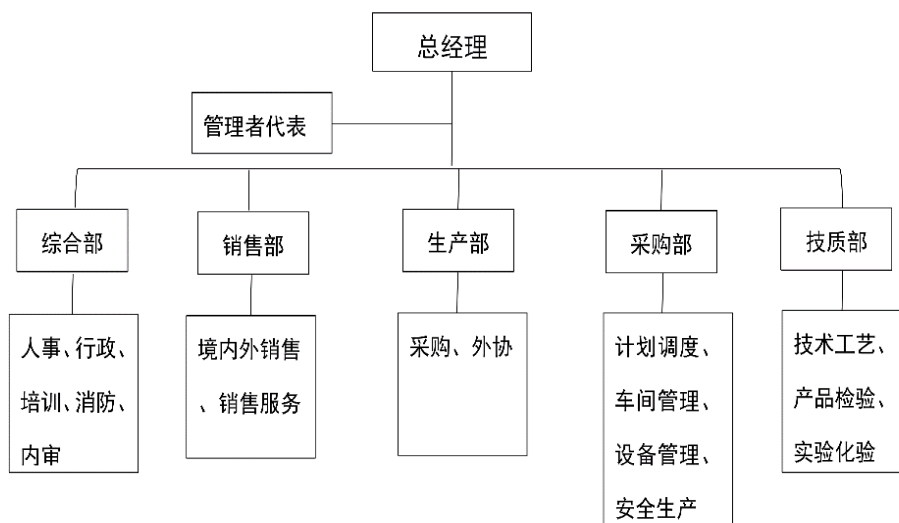 总经理
管理者代表
综合部
销售部
生产部
采购部
技质部
人事、行政、
培训、消防、
内审
境内外销售
、销售服务
采购、外协
计划调度、
车间管理、
设备管理、
安全生产
技术工艺、
产品检验、
实验化验